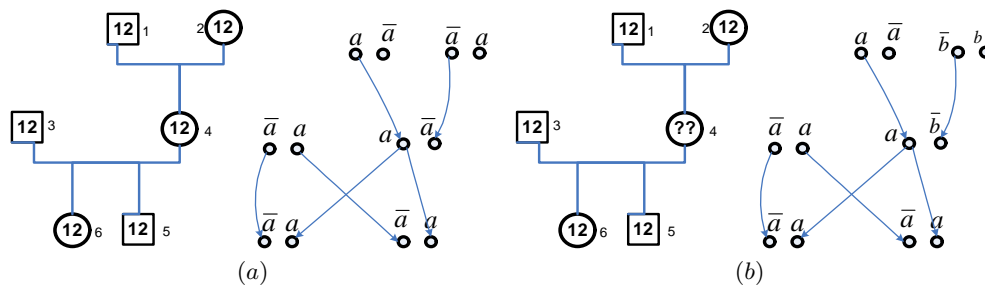 12 1 2 12 a a̅ a̅ a
12 3 12 4 a̅ a a a̅
12 6 12 5 a̅ a a̅ a
(a)
12 1 2 12 a a̅ b̅ b
12 3 ?? 4 a̅ a a b̅
12 6 12 5 a̅ a a̅ a
(b)